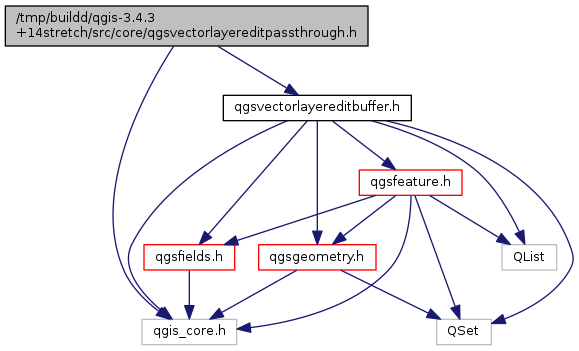 /tmp/buildd/qgis-3.4.3
+14stretch/src/core/qgsvectorlayereditpassthrough.h
qgsvectorlayereditbuffer.h
qgsfeature.h
qgsfields.h
qgsgeometry.h
QList
qgis_core.h
QSet